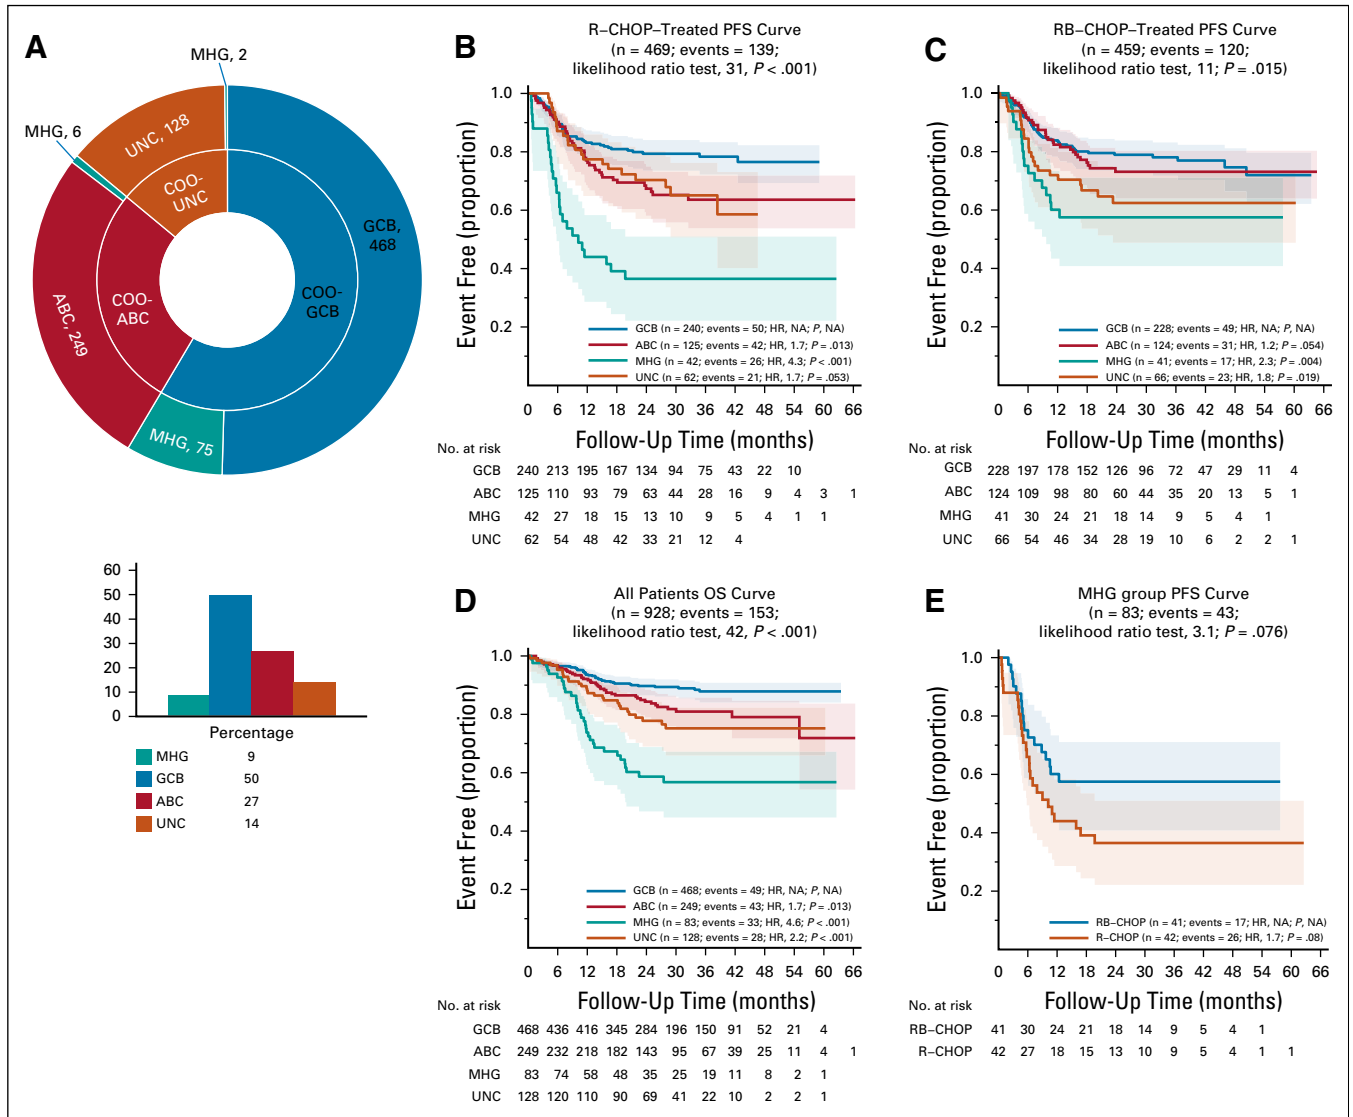 A
MHG, 2
MHG, 6
UNC, 128
COO-
UNC
GCB,
468
COO-
GCB
COO-
ABC
ABC, 249
MHG, 75
60
50
40
30
20
10
0
Percentage
MHG 9
GCB 50
ABC 27
UNC 14
B
R–CHOP–Treated PFS Curve
(n = 469; events = 139;
likelihood ratio test, 31, P < .001)
Event Free (proportion)
1.0
0.8
0.6
0.4
0.2
GCB (n = 240; events = 50; HR, NA; P, NA)
ABC (n = 125; events = 42; HR, 1.7; P = .013)
MHG (n = 42; events = 26; HR, 4.3; P < .001)
UNC (n = 62; events = 21; HR, 1.7; P = .053)
0 6 12 18 24 30 36 42 48 54 60 66
Follow-Up Time (months)
No. at risk
GCB 240 213 195 167 134 94 75 43 22 10
ABC 125 110 93 79 63 44 28 16 9 4 3 1
MHG 42 27 18 15 13 10 9 5 4 1 1
UNC 62 54 48 42 33 21 12 4
C
RB–CHOP–Treated PFS Curve
(n = 459; events = 120;
likelihood ratio test, 11; P = .015)
Event Free (proportion)
1.0
0.8
0.6
0.4
0.2
GCB (n = 228; events = 49; HR, NA; P, NA)
ABC (n = 124; events = 31; HR, 1.2; P = .054)
MHG (n = 41; events = 17; HR, 2.3; P = .004)
UNC (n = 66; events = 23; HR, 1.8; P = .019)
0 6 12 18 24 30 36 42 48 54 60 66
Follow-Up Time (months)
No. at risk
GCB 228 197 178 152 126 96 72 47 29 11 4
ABC 124 109 98 80 60 44 35 20 13 5 1
MHG 41 30 24 21 18 14 9 5 4 1
UNC 66 54 46 34 28 19 10 6 2 2 1
D
All Patients OS Curve
(n = 928; events = 153;
likelihood ratio test, 42, P < .001)
Event Free (proportion)
1.0
0.8
0.6
0.4
0.2
GCB (n = 468; events = 49; HR, NA; P, NA)
ABC (n = 249; events = 43; HR, 1.7; P = .013)
MHG (n = 83; events = 33; HR, 4.6; P < .001)
UNC (n = 128; events = 28; HR, 2.2; P < .001)
0 6 12 18 24 30 36 42 48 54 60 66
Follow-Up Time (months)
No. at risk
GCB 468 436 416 345 284 196 150 91 52 21 4
ABC 249 232 218 182 143 95 67 39 25 11 4 1
MHG 83 74 58 48 35 25 19 11 8 2 1
UNC 128 120 110 90 69 41 22 10 2 2 1
E
MHG group PFS Curve
(n = 83; events = 43;
likelihood ratio test, 3.1; P = .076)
Event Free (proportion)
1.0
0.8
0.6
0.4
0.2
RB–CHOP (n = 41; events = 17; HR, NA; P, NA)
R–CHOP (n = 42; events = 26; HR, 1.7; P = .08)
0 6 12 18 24 30 36 42 48 54 60 66
Follow-Up Time (months)
No. at risk
RB–CHOP 41 30 24 21 18 14 9 5 4 1
R–CHOP 42 27 18 15 13 10 9 5 4 1 1